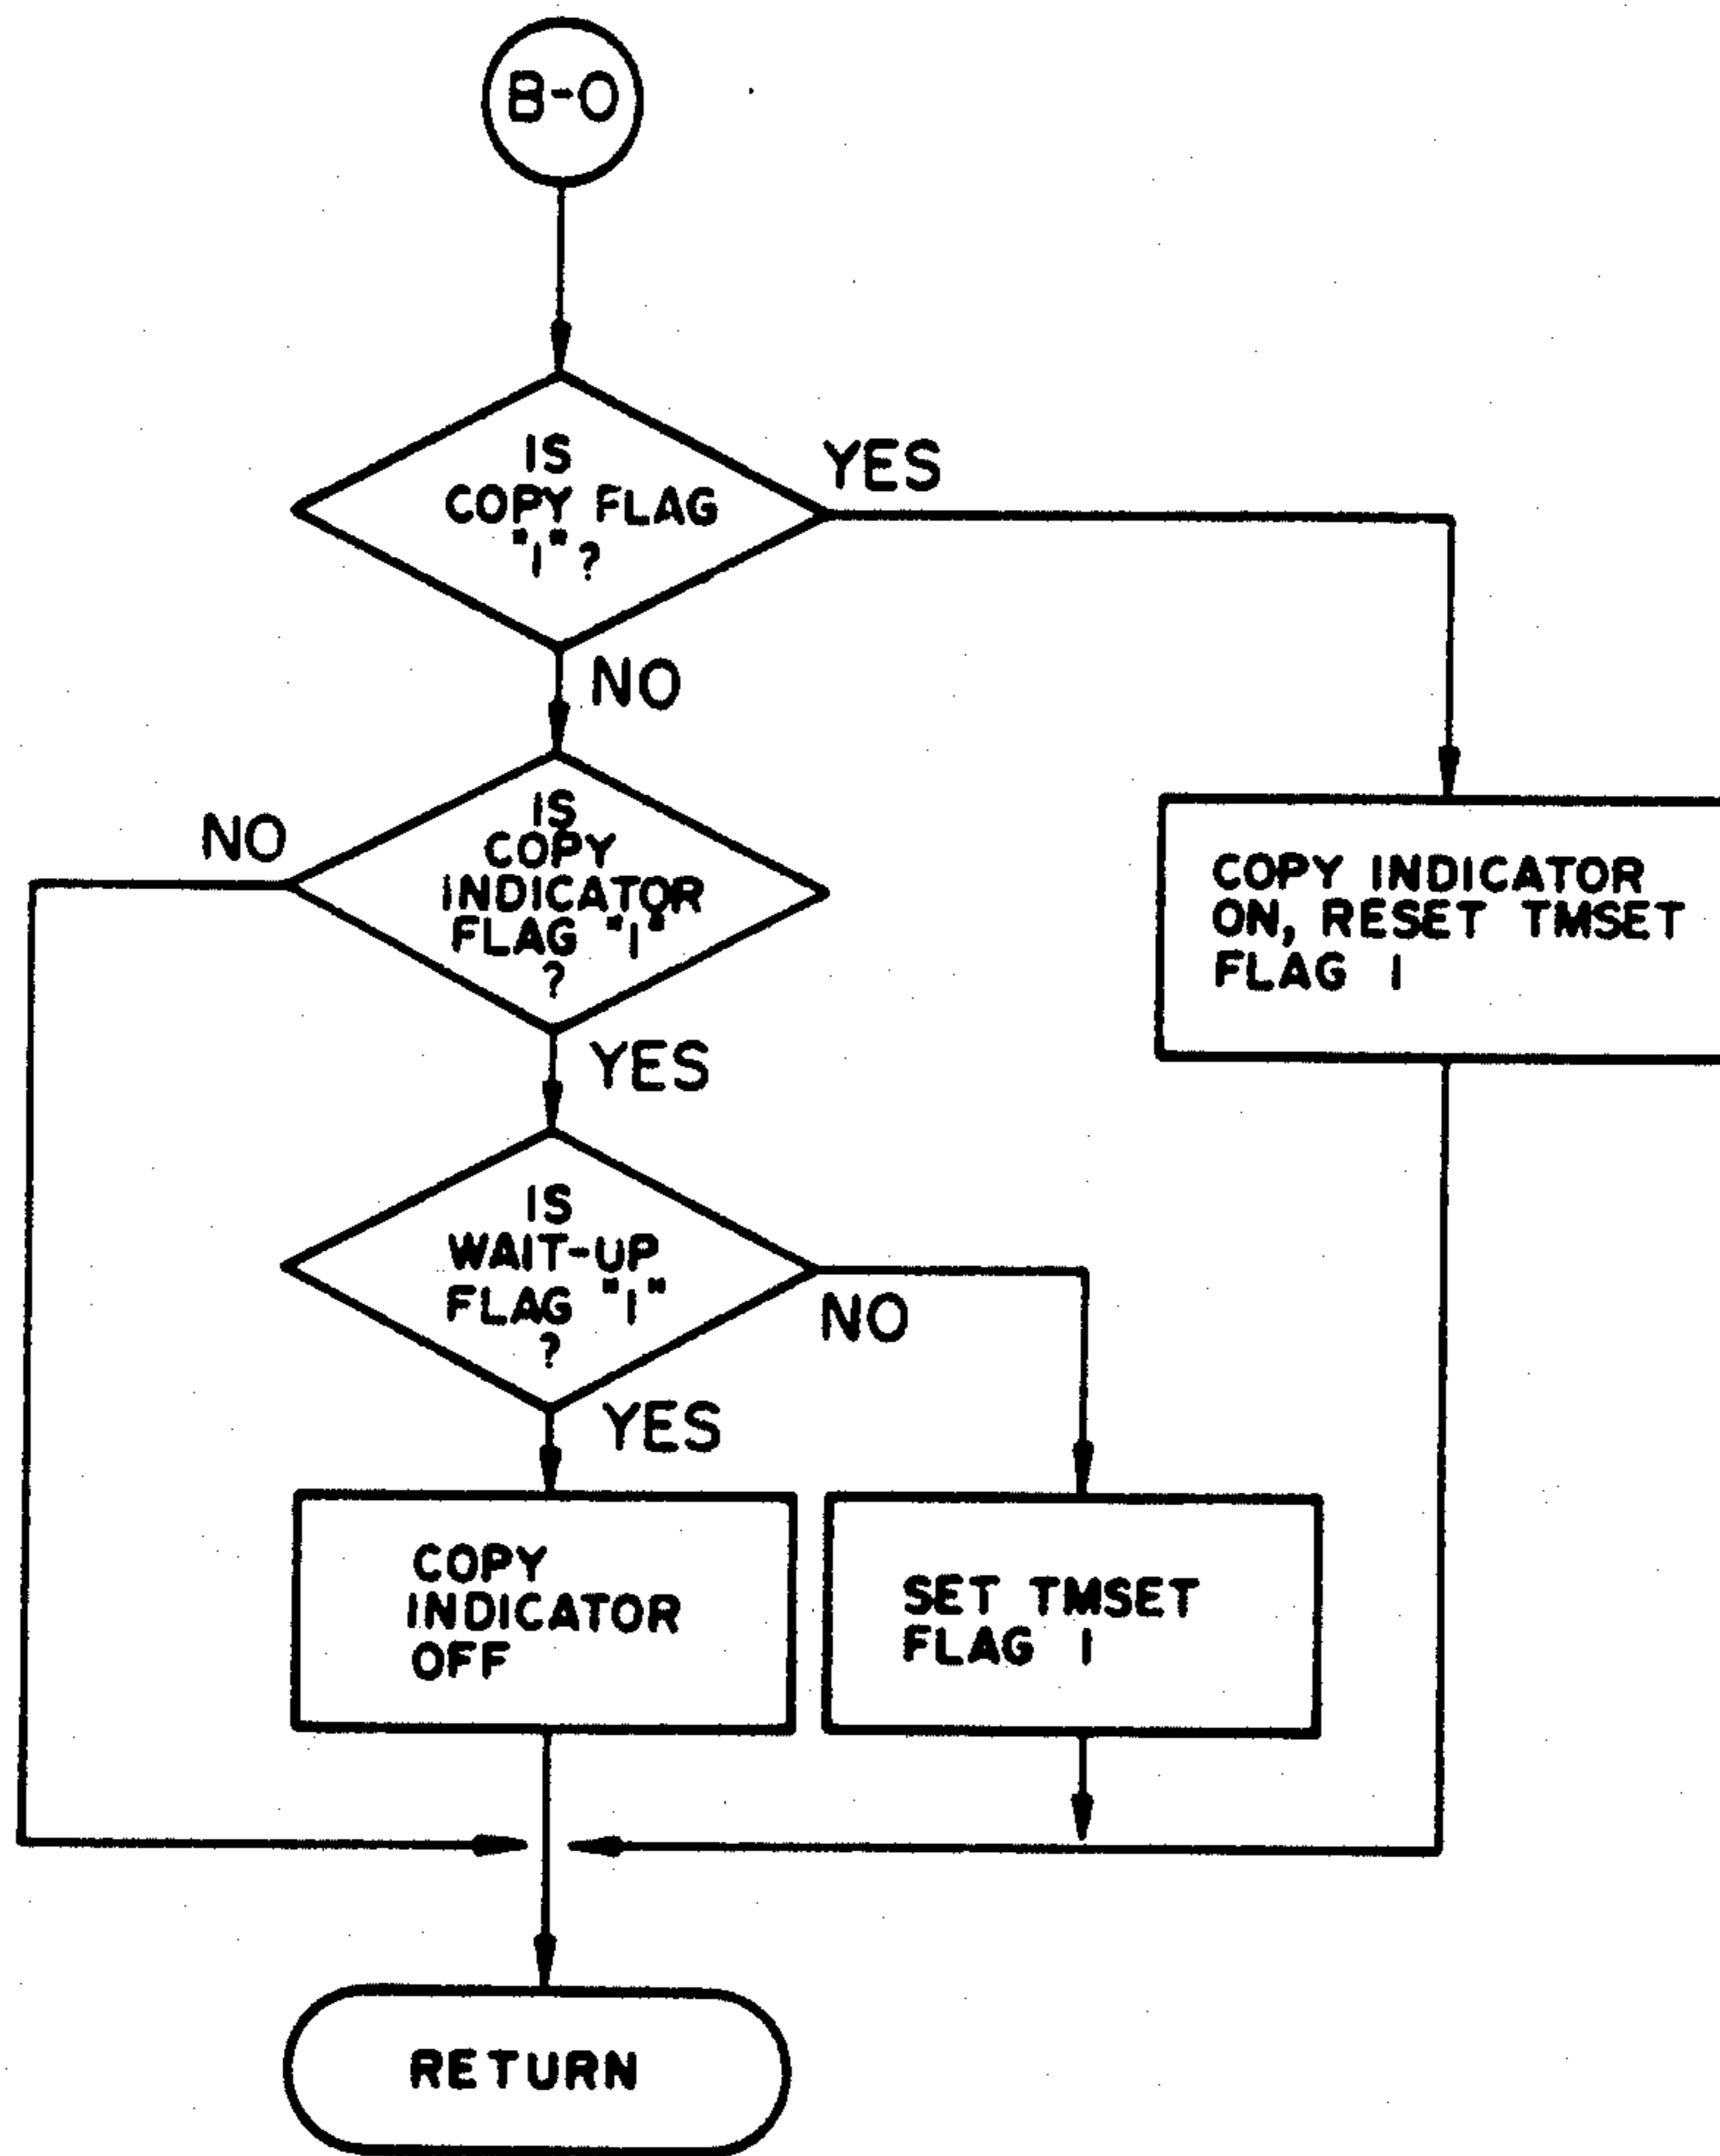 B-O
IS
COPY FLAG
"1"?
YES
NO
IS
COPY
INDICATOR
FLAG "1"
?
NO
YES
COPY INDICATOR
ON, RESET TMSET
FLAG 1
IS
WAIT-UP
FLAG "1"
?
NO
YES
COPY
INDICATOR
OFF
SET TMSET
FLAG 1
RETURN